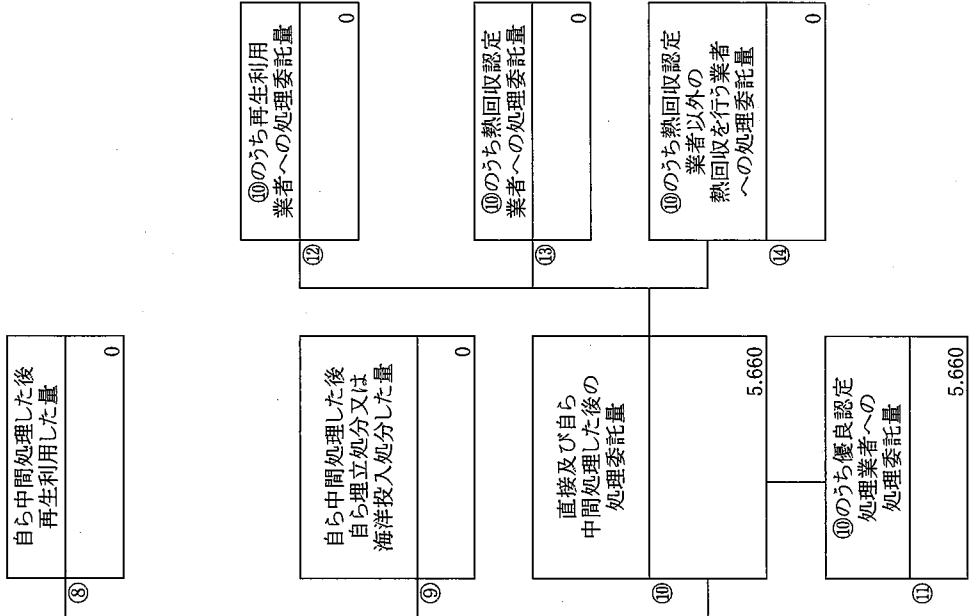 自ら中間処理した後
再生利用した量
⑧
0
自ら中間処理した後
自ら埋立処分又は
海洋投入処分した量
⑨
0
直接及び自ら
中間処理した後の
処理委託量
⑩
5.660
⑩のうち優良認定
処理業者への
処理委託量
⑪
5.660
⑩のうち再生利用
業者への処理委託量
⑫
0
⑩のうち熱回収認定
業者への処理委託量
⑬
0
⑩のうち熱回収認定
業者以外の
熱回収を行う業者
への処理委託量
⑭
0